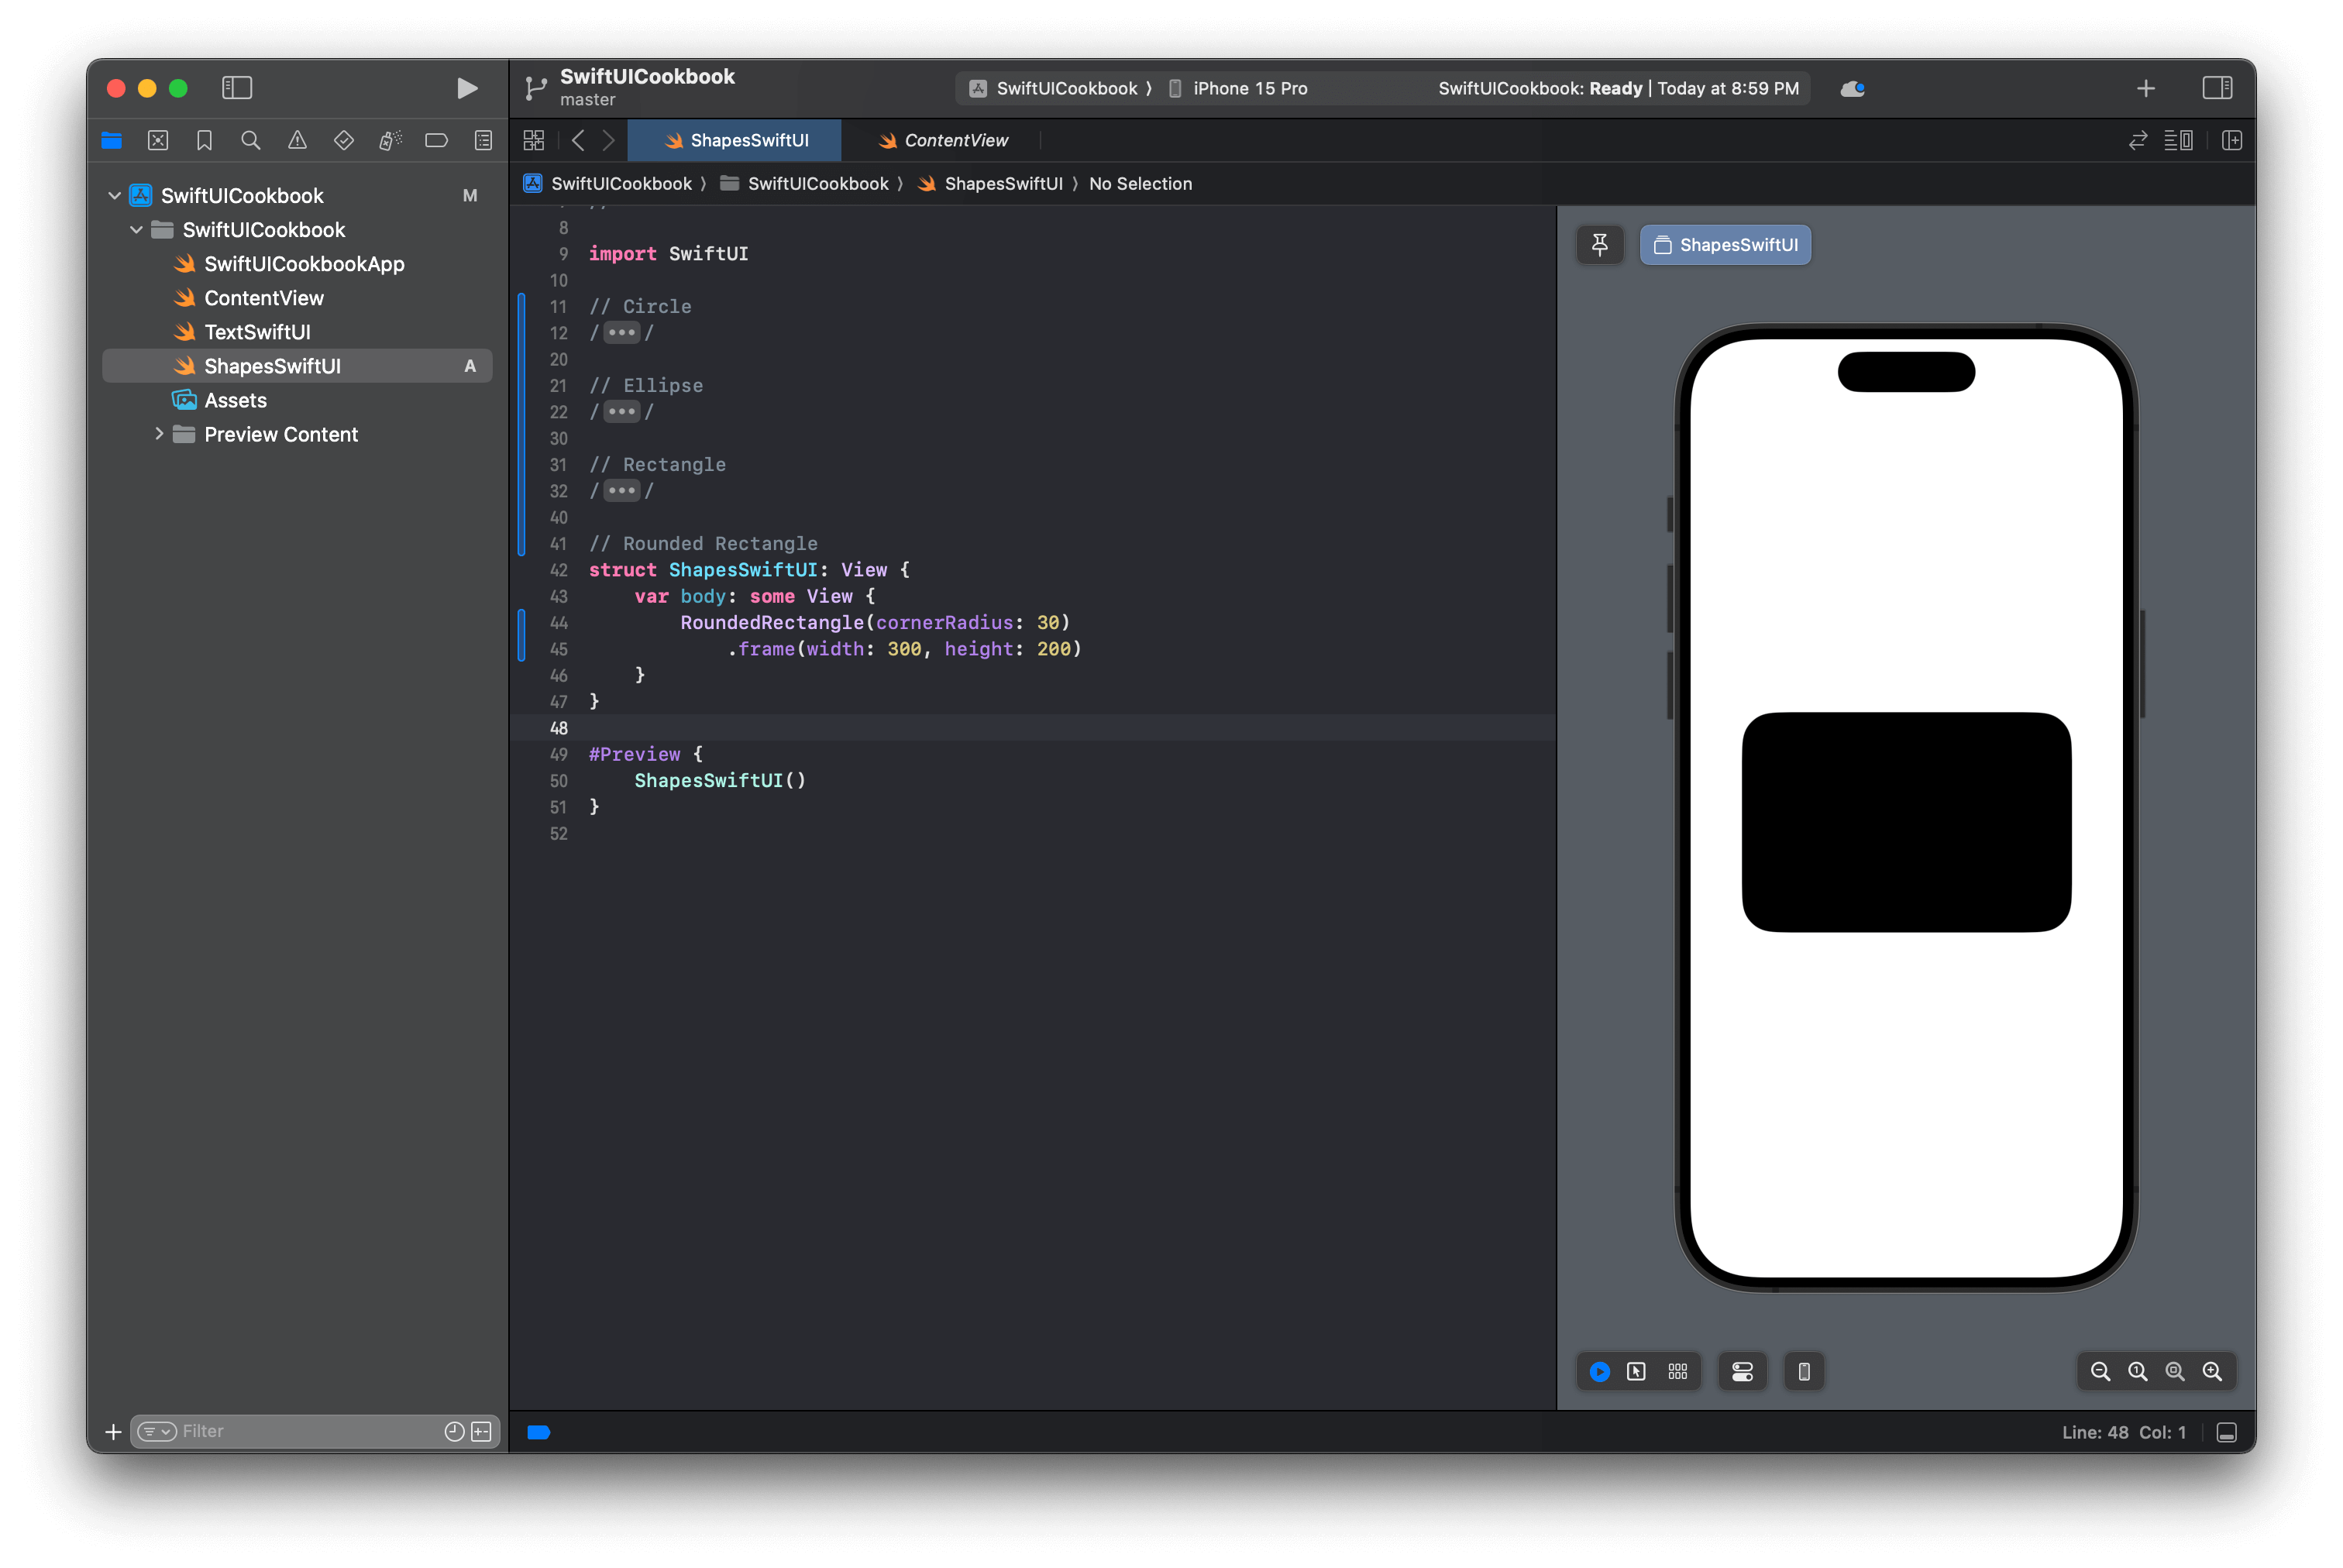 SwiftUICookbook
master
SwiftUICookbook ⟩ iPhone 15 Pro
SwiftUICookbook: Ready | Today at 8:59 PM
ShapesSwiftUI
ContentView
SwiftUICookbook ⟩ SwiftUICookbook ⟩ ShapesSwiftUI ⟩ No Selection
SwiftUICookbook M
SwiftUICookbook
SwiftUICookbookApp
ContentView
TextSwiftUI
ShapesSwiftUI A
Assets
Preview Content
Filter
8
9 import SwiftUI
10
11 // Circle
12 /•••/
20
21 // Ellipse
22 /•••/
30
31 // Rectangle
32 /•••/
40
41 // Rounded Rectangle
42 struct ShapesSwiftUI: View {
43 var body: some View {
44 RoundedRectangle(cornerRadius: 30)
45 .frame(width: 300, height: 200)
46 }
47 }
48
49 #Preview {
50 ShapesSwiftUI()
51 }
52
ShapesSwiftUI
Line: 48 Col: 1